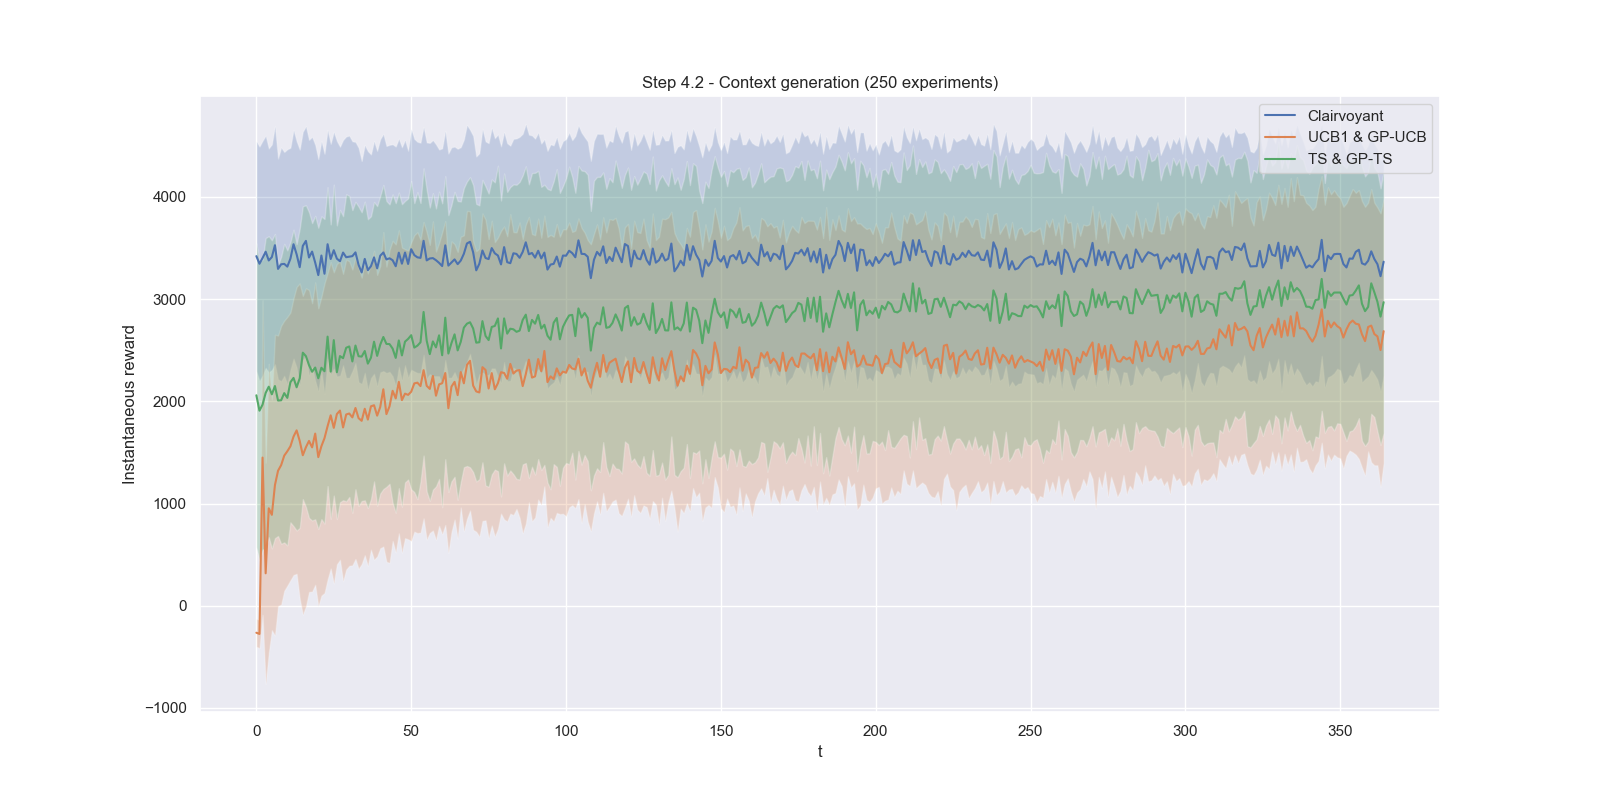 Step 4.2 - Context generation (250 experiments)
Clairvoyant
UCB1 & GP-UCB
TS & GP-TS
Instantaneous reward
4000
3000
2000
1000
0
−1000
0 50 100 150 200 250 300 350
t